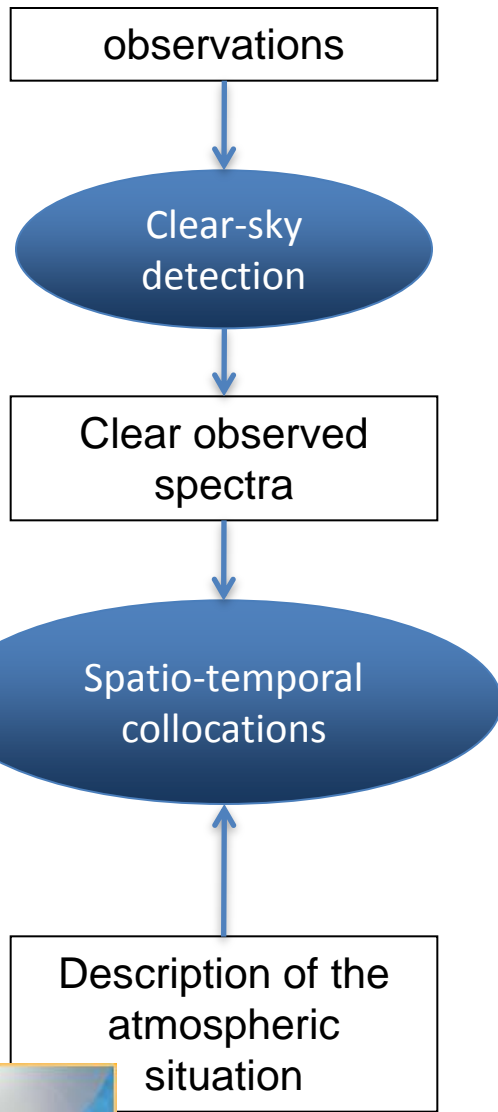 observations
Clear-sky
detection
Clear observed
spectra
Spatio-temporal
collocations
Description of the
atmospheric
situation